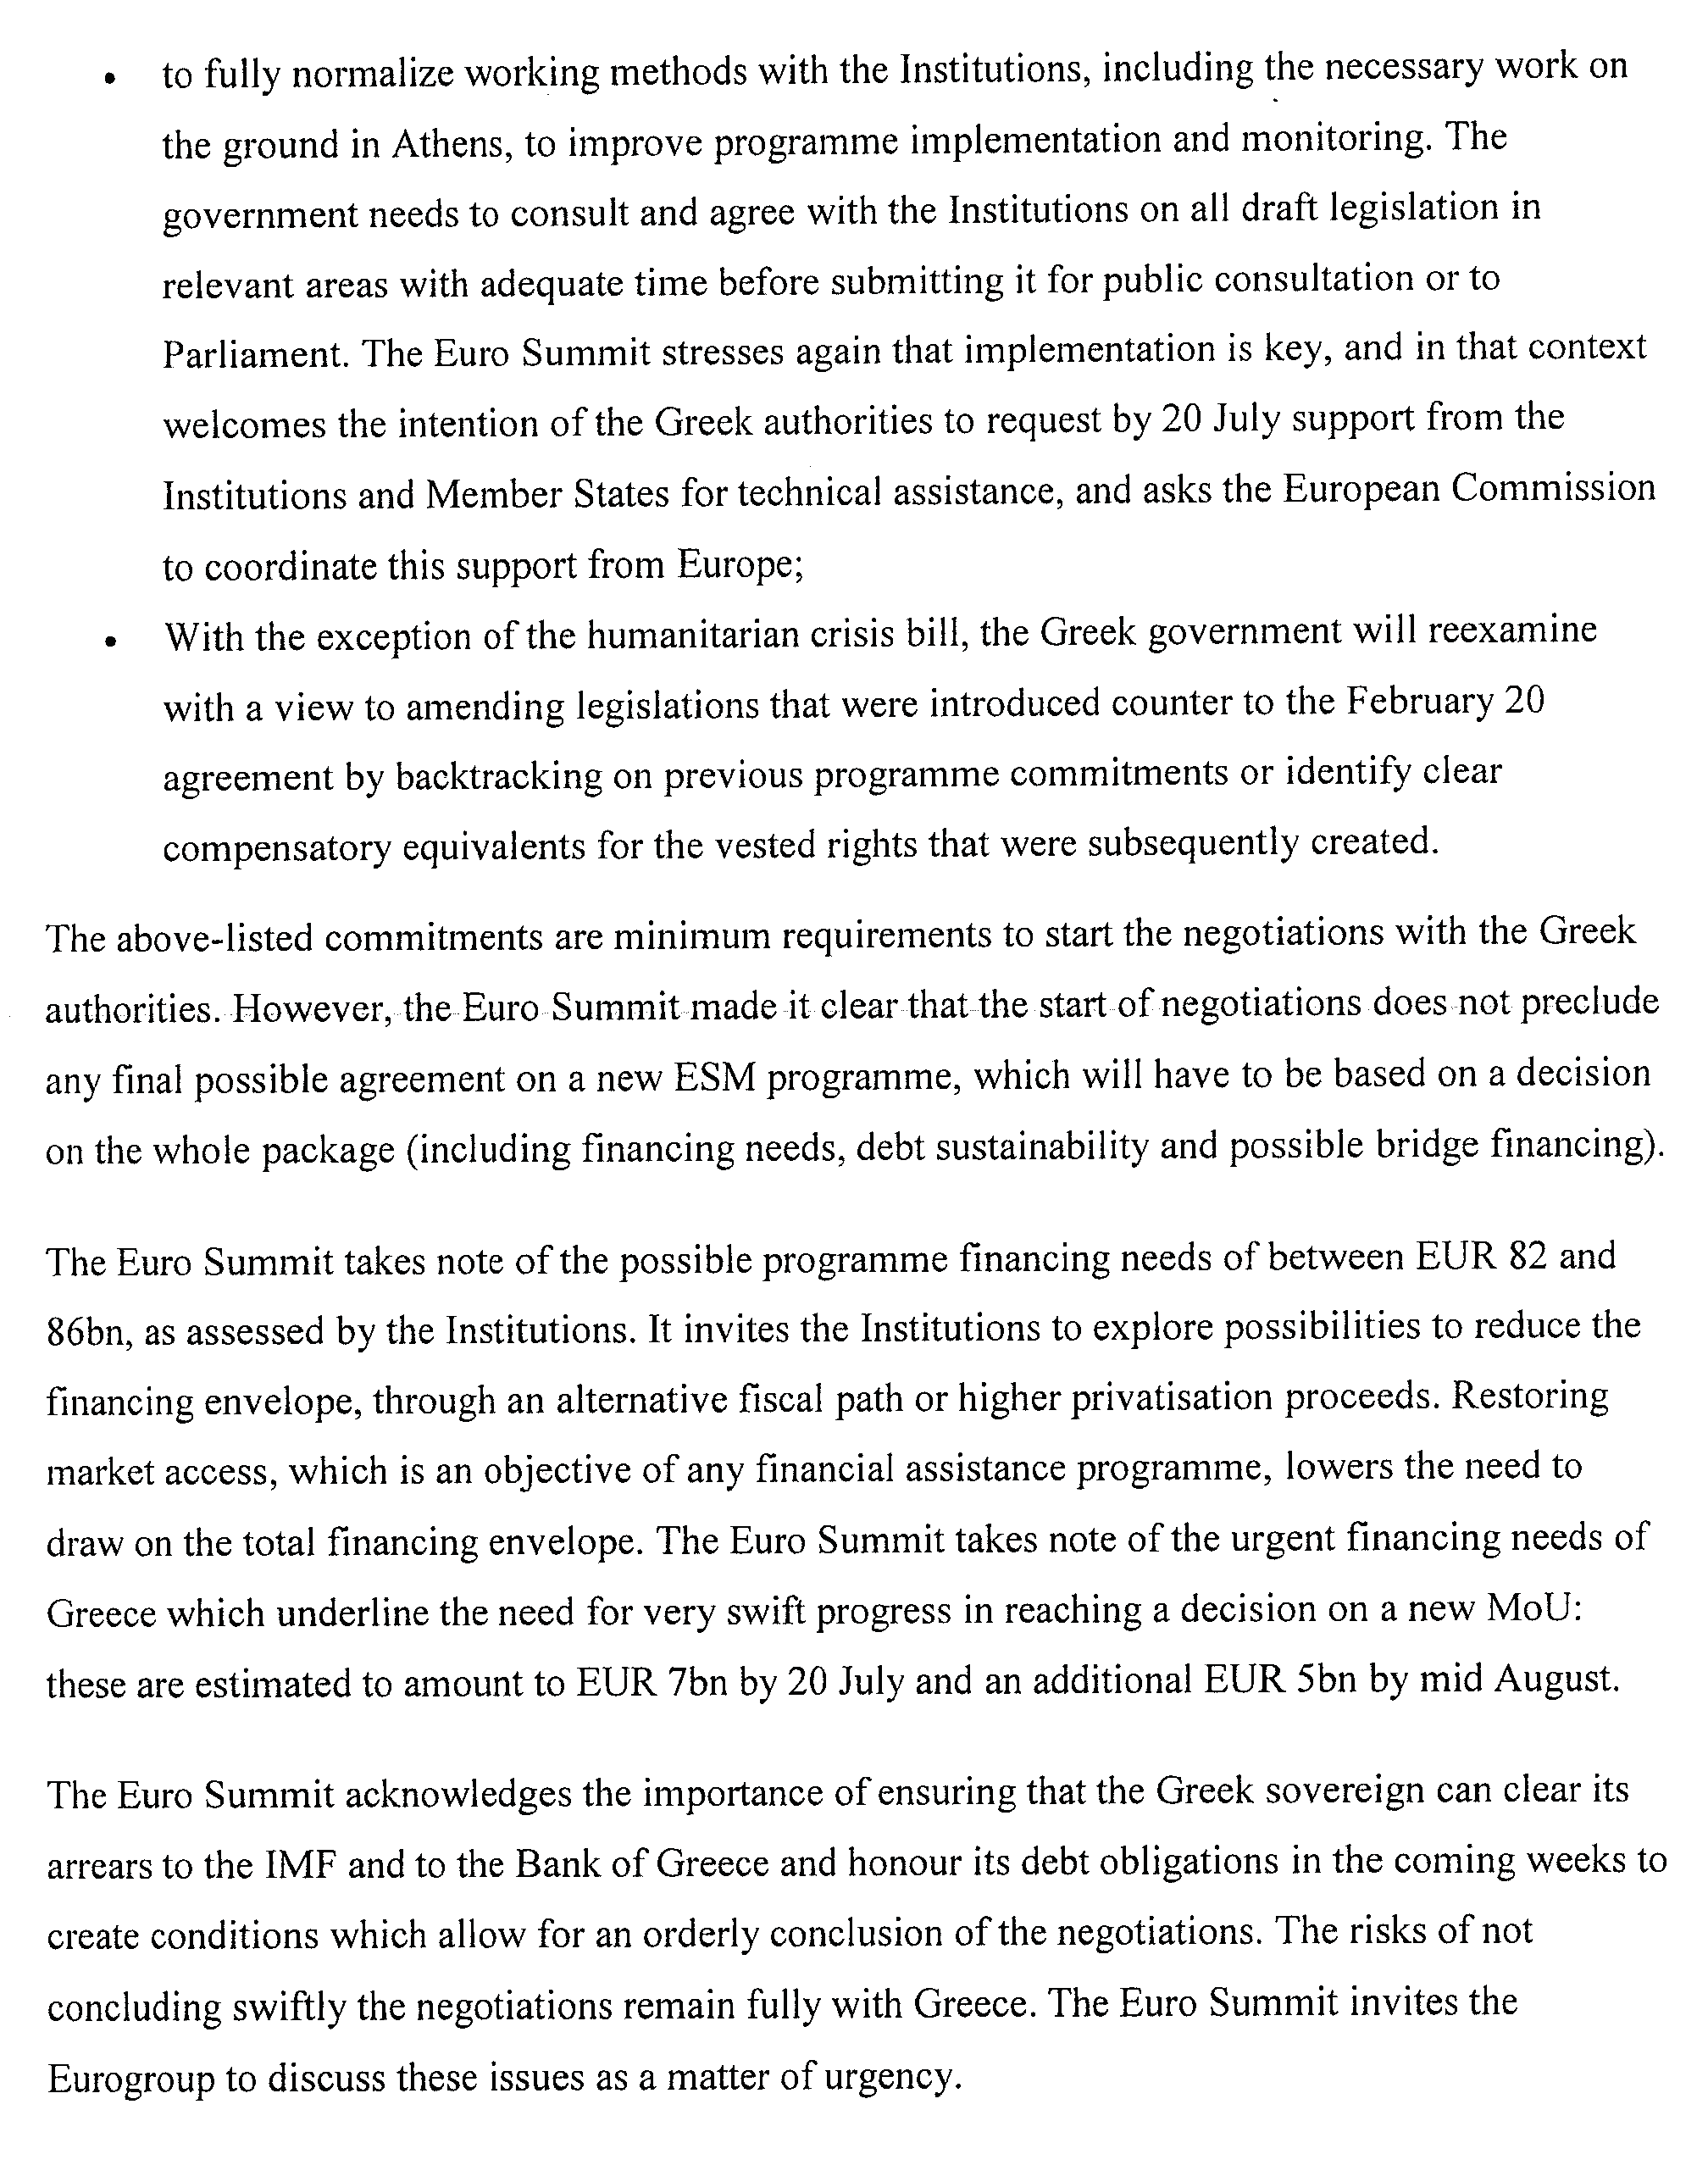 • to fully normalize working methods with the Institutions, including the necessary work on
the ground in Athens, to improve programme implementation and monitoring. The
government needs to consult and agree with the Institutions on all draft legislation in
relevant areas with adequate time before submitting it for public consultation or to
Parliament. The Euro Summit stresses again that implementation is key, and in that context
welcomes the intention of the Greek authorities to request by 20 July support from the
Institutions and Member States for technical assistance, and asks the European Commission
to coordinate this support from Europe;
• With the exception of the humanitarian crisis bill, the Greek government will reexamine
with a view to amending legislations that were introduced counter to the February 20
agreement by backtracking on previous programme commitments or identify clear
compensatory equivalents for the vested rights that were subsequently created.
The above-listed commitments are minimum requirements to start the negotiations with the Greek
authorities. However, the Euro Summit made it clear that the start of negotiations does not preclude
any final possible agreement on a new ESM programme, which will have to be based on a decision
on the whole package (including financing needs, debt sustainability and possible bridge financing).
The Euro Summit takes note of the possible programme financing needs of between EUR 82 and
86bn, as assessed by the Institutions. It invites the Institutions to explore possibilities to reduce the
financing envelope, through an alternative fiscal path or higher privatisation proceeds. Restoring
market access, which is an objective of any financial assistance programme, lowers the need to
draw on the total financing envelope. The Euro Summit takes note of the urgent financing needs of
Greece which underline the need for very swift progress in reaching a decision on a new MoU:
these are estimated to amount to EUR 7bn by 20 July and an additional EUR 5bn by mid August.
The Euro Summit acknowledges the importance of ensuring that the Greek sovereign can clear its
arrears to the IMF and to the Bank of Greece and honour its debt obligations in the coming weeks to
create conditions which allow for an orderly conclusion of the negotiations. The risks of not
concluding swiftly the negotiations remain fully with Greece. The Euro Summit invites the
Eurogroup to discuss these issues as a matter of urgency.